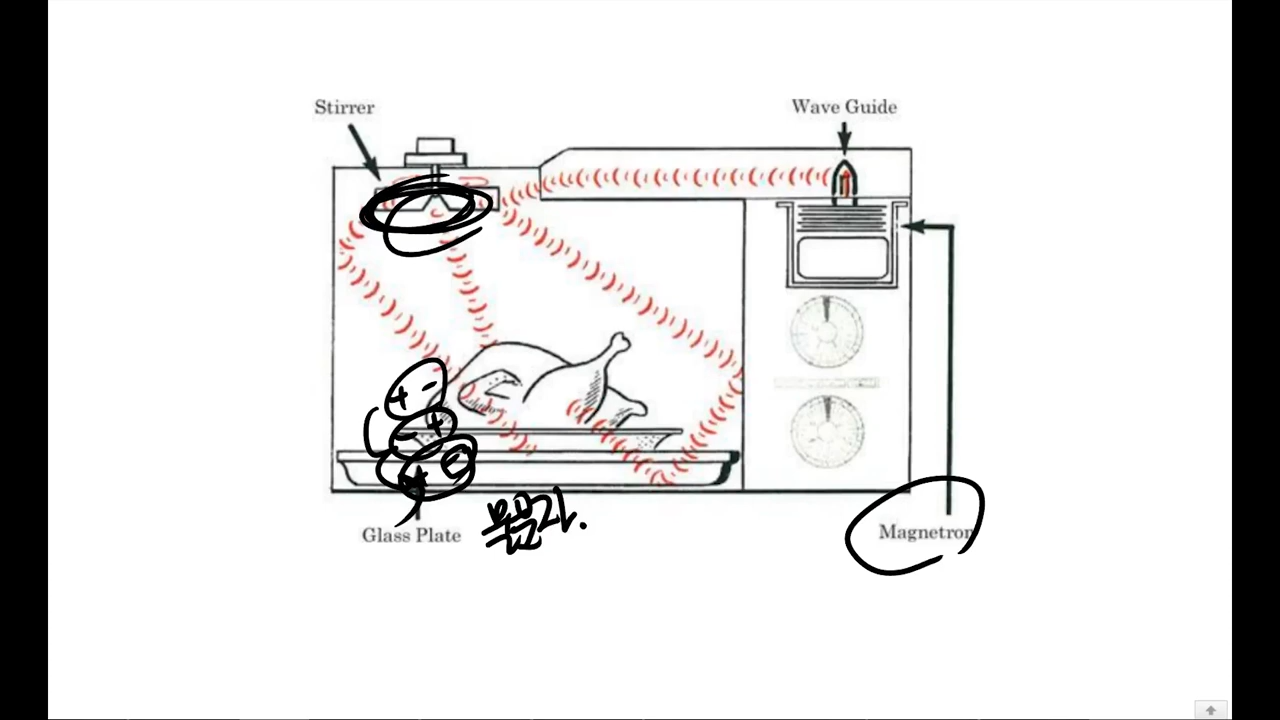 Stirrer
Wave Guide
+ -
- +
+ -
Glass Plate
Magnetron